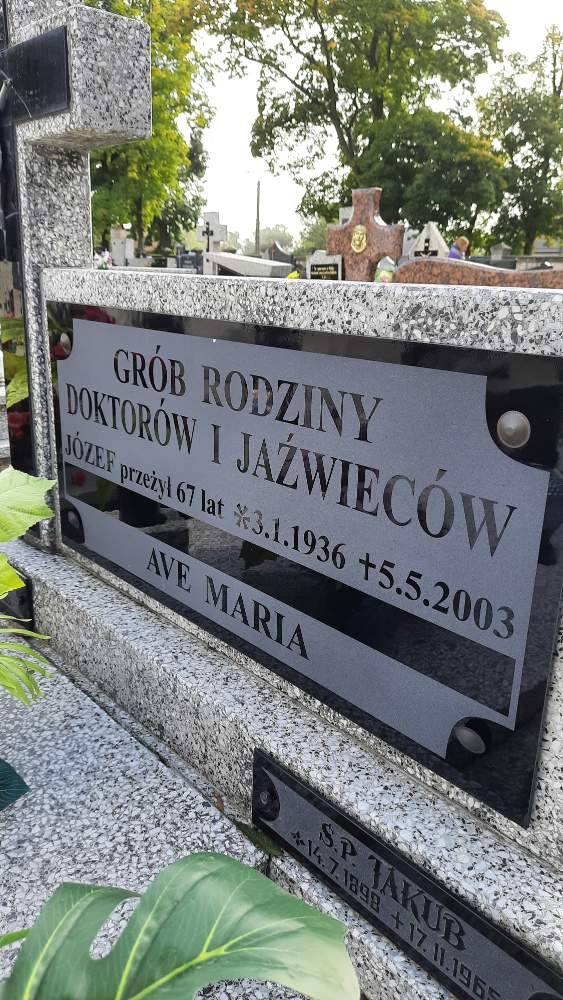 GRÓB RODZINY
DOKTORÓW I JAŹWIECÓW
JÓZEF przeżył 67 lat *3.1.1936 +5.5.2003
AVE MARIA
Ś.P. JAKUB
*14.7.1898 +17.11.1965